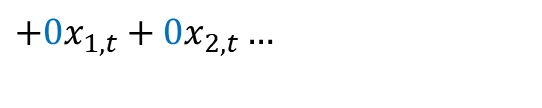 +0x₁,ₜ + 0x₂,ₜ ...